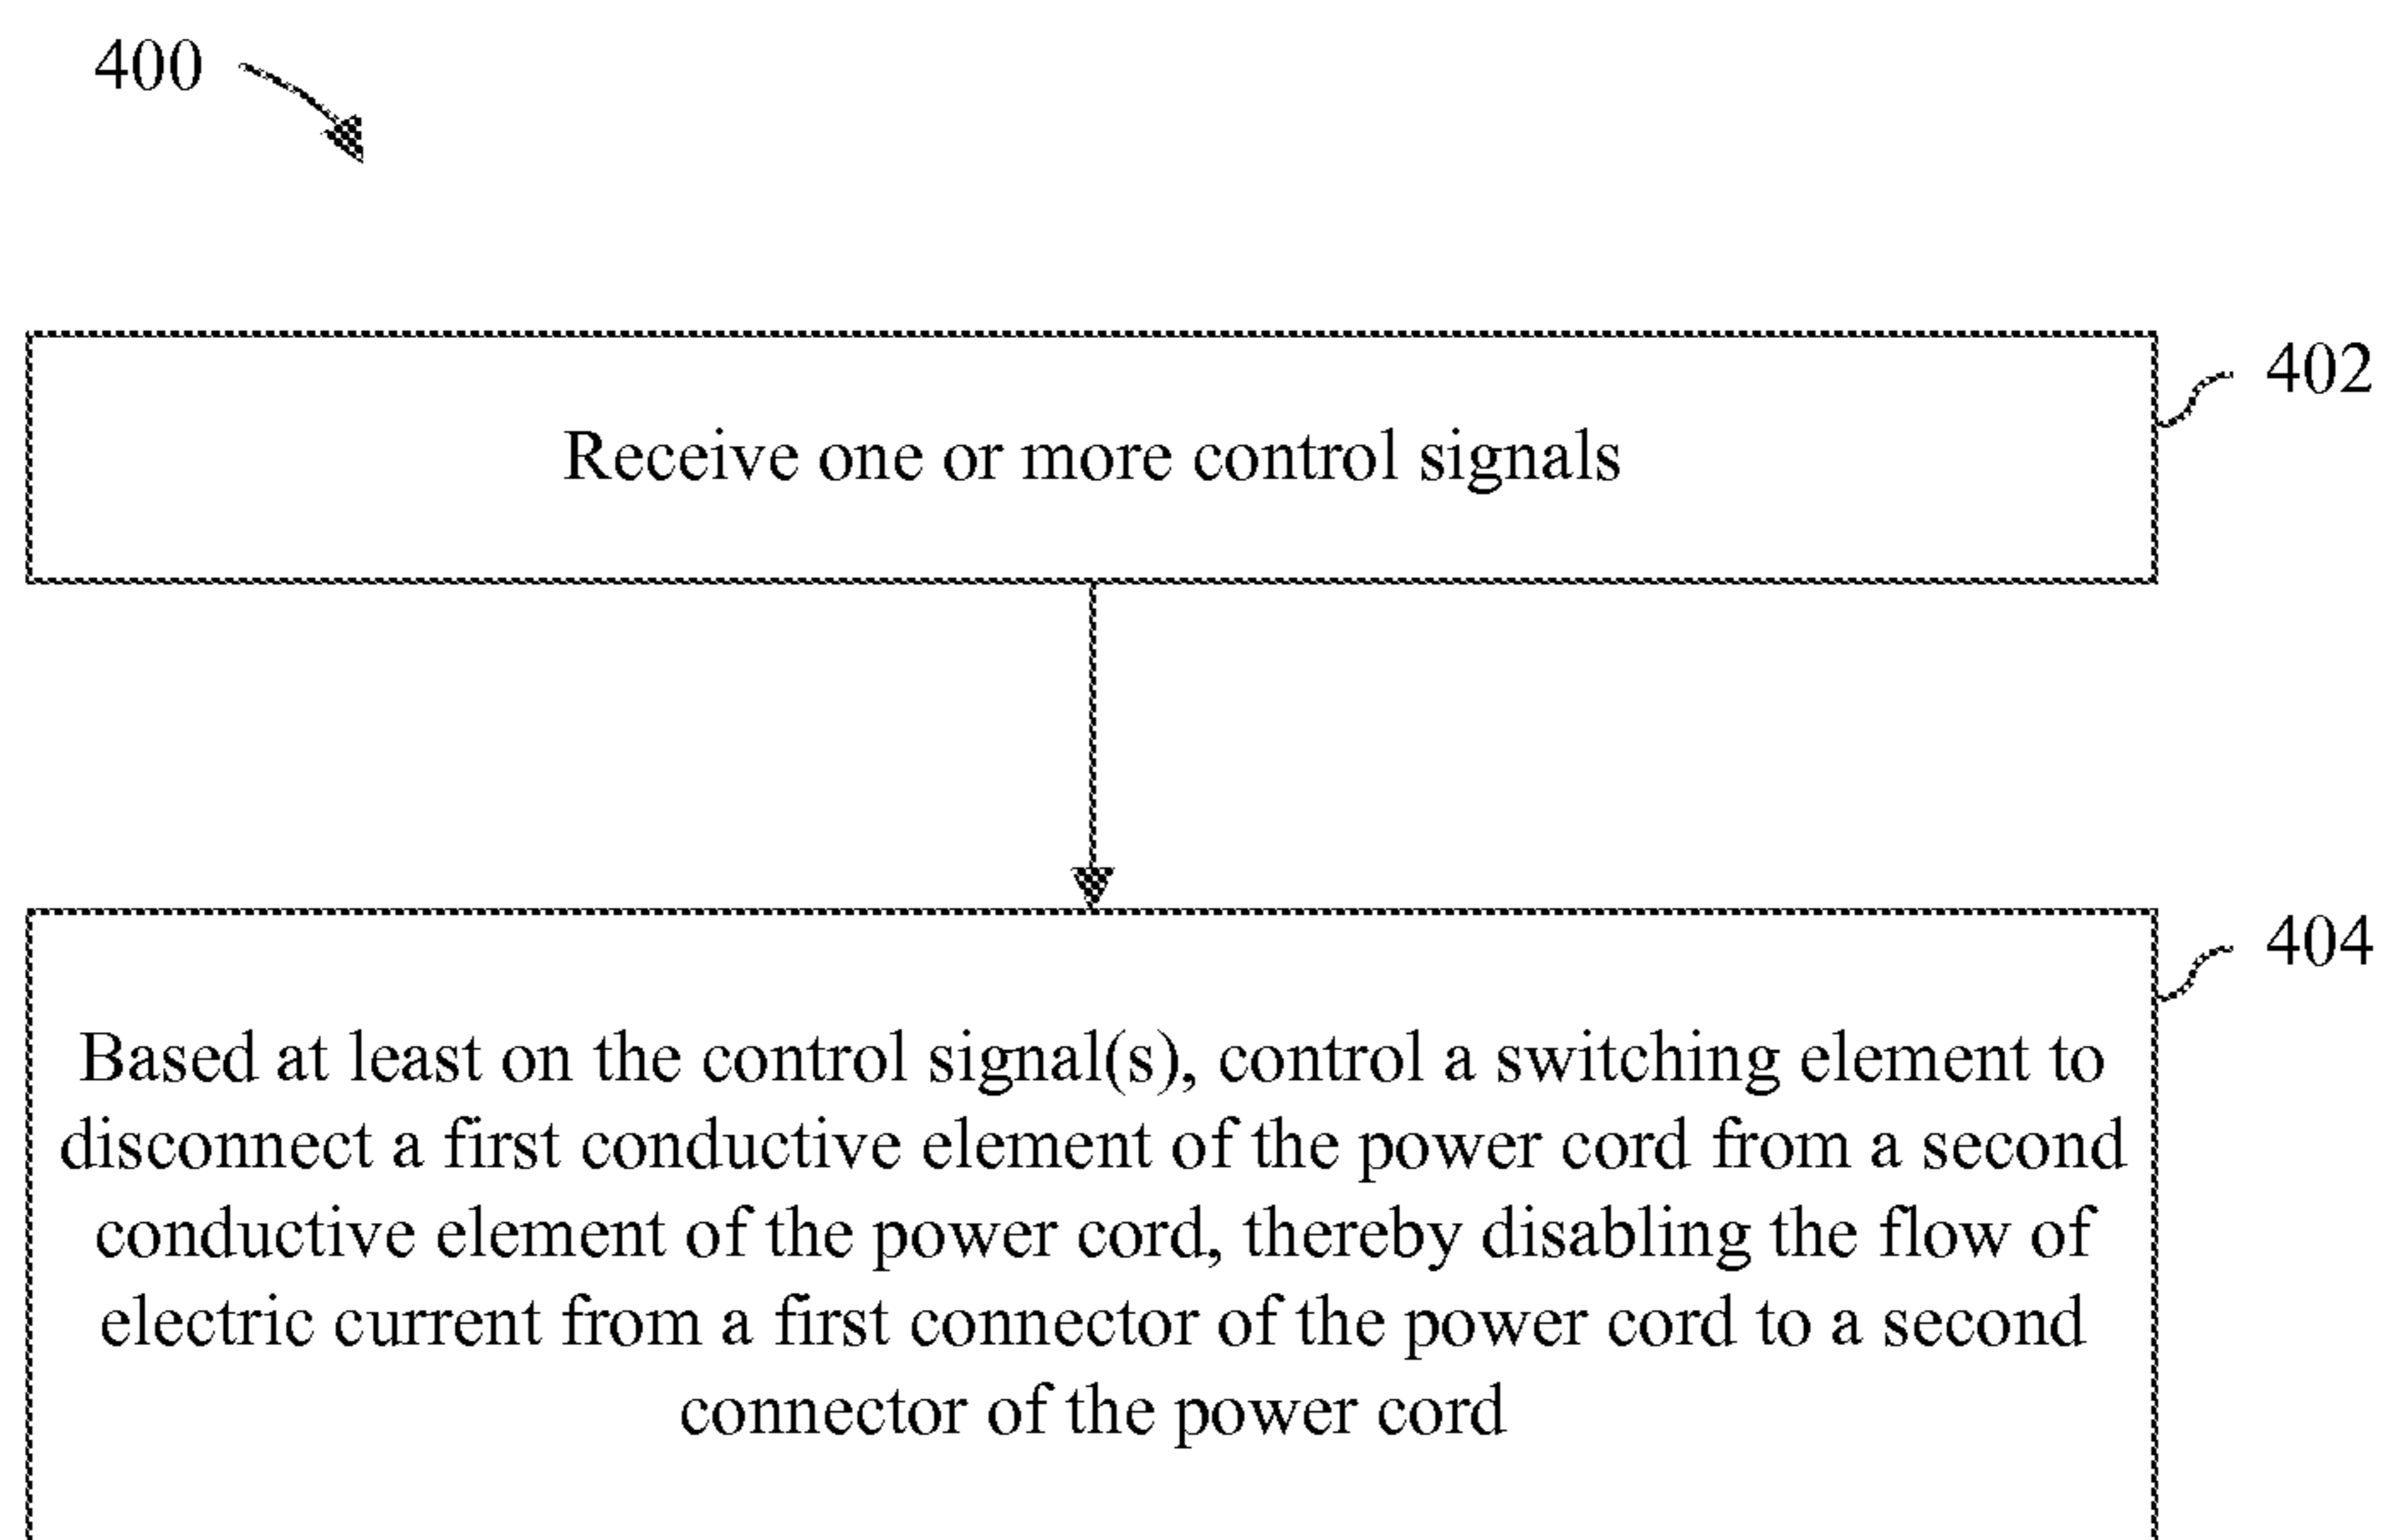 400
402
Receive one or more control signals
404
Based at least on the control signal(s), control a switching element to
disconnect a first conductive element of the power cord from a second
conductive element of the power cord, thereby disabling the flow of
electric current from a first connector of the power cord to a second
connector of the power cord